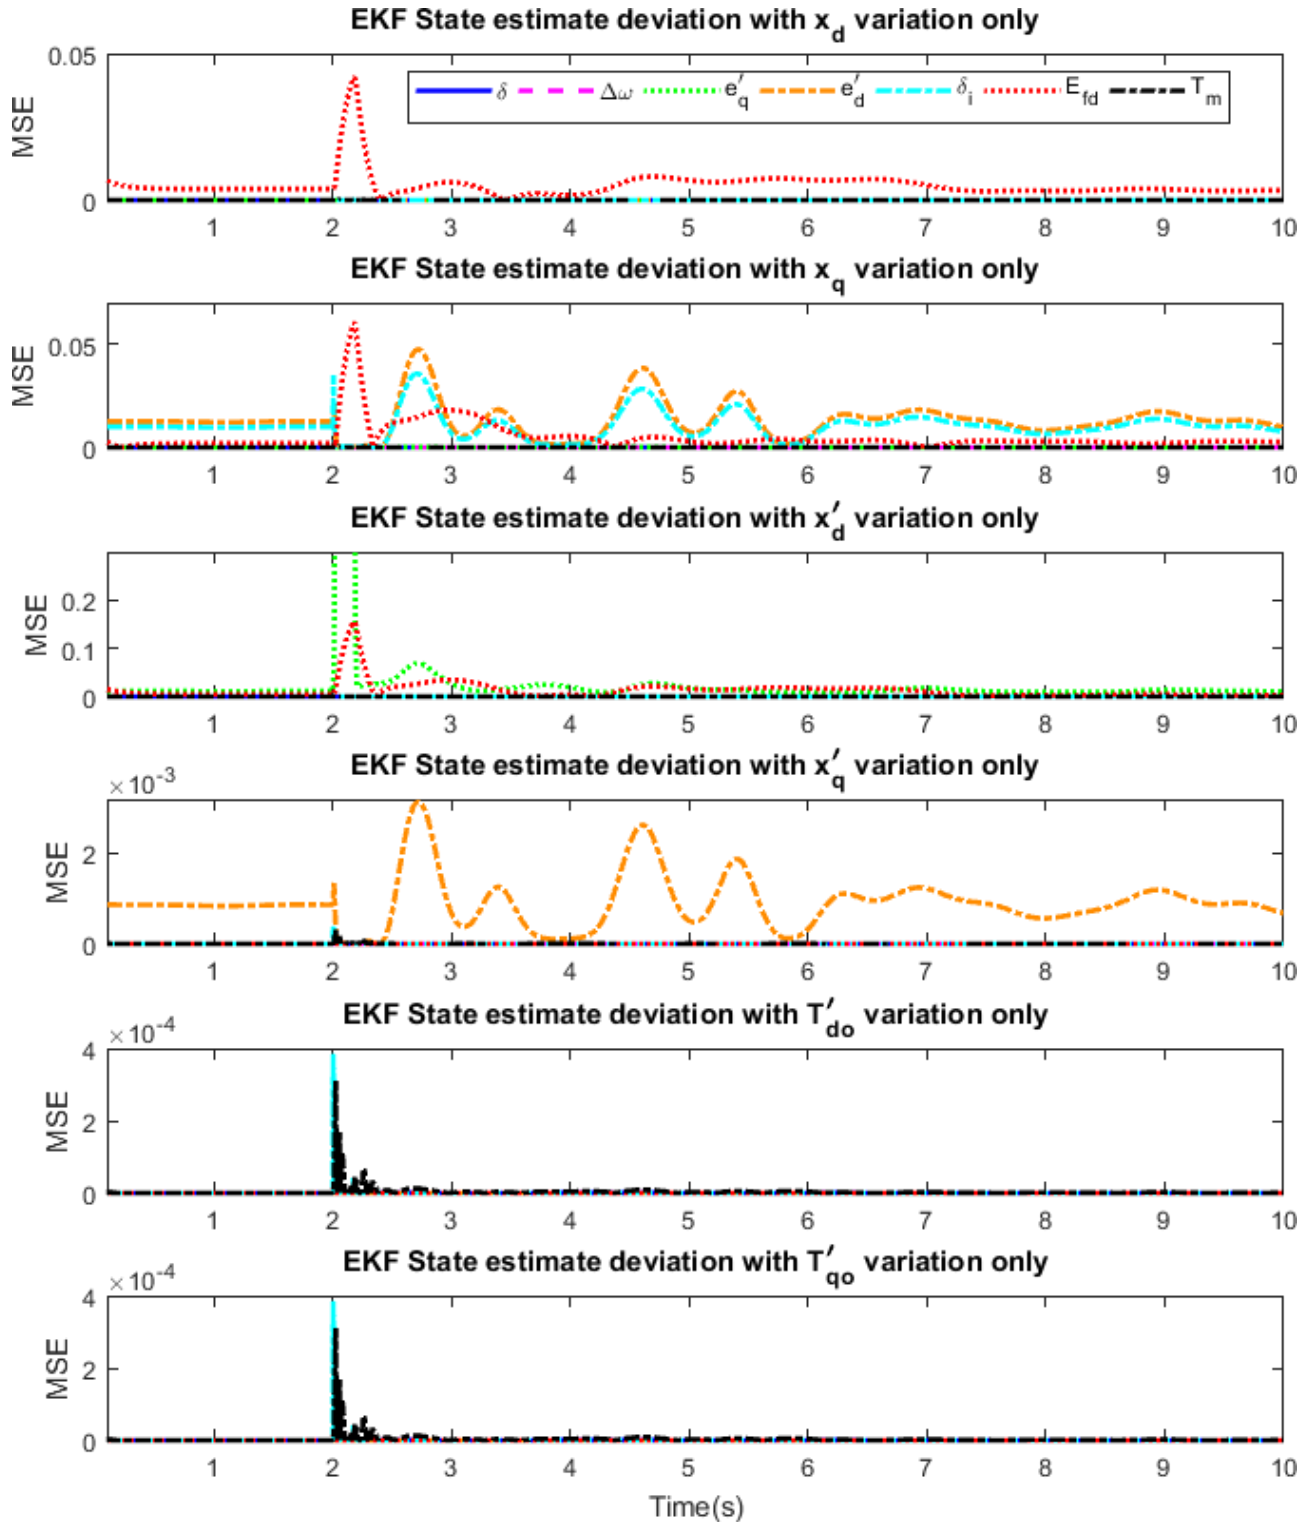 EKF State estimate deviation with x_d variation only
0.05
δ Δω e′_q e′_d δ_i E_fd T_m
MSE
0
1 2 3 4 5 6 7 8 9 10
EKF State estimate deviation with x_q variation only
0.05
MSE
0
1 2 3 4 5 6 7 8 9 10
EKF State estimate deviation with x′_d variation only
0.2
MSE
0.1
0
1 2 3 4 5 6 7 8 9 10
EKF State estimate deviation with x′_q variation only
×10^-3
2
MSE
0
1 2 3 4 5 6 7 8 9 10
EKF State estimate deviation with T′_do variation only
×10^-4
4
2
MSE
0
1 2 3 4 5 6 7 8 9 10
EKF State estimate deviation with T′_qo variation only
×10^-4
4
2
MSE
0
1 2 3 4 5 6 7 8 9 10
Time(s)